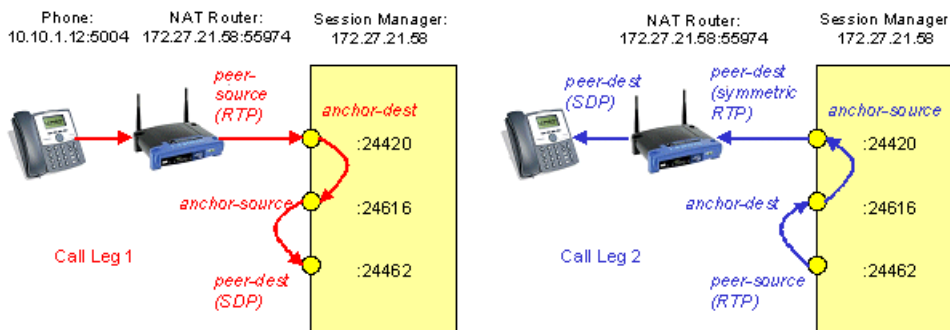 Phone:
10.10.1.12:5004
NAT Router:
172.27.21.58:55974
Session Manager:
172.27.21.58
peer-
source
(RTP)
anchor-dest
:24420
anchor-source
:24616
Call Leg 1
:24462
peer-dest
(SDP)
NAT Router:
172.27.21.58:55974
Session Manager
172.27.21.58
peer-dest
(SDP)
peer-dest
(symmetric
RTP)
anchor-source
:24420
anchor-dest
:24616
Call Leg 2
:24462
peer-source
(RTP)